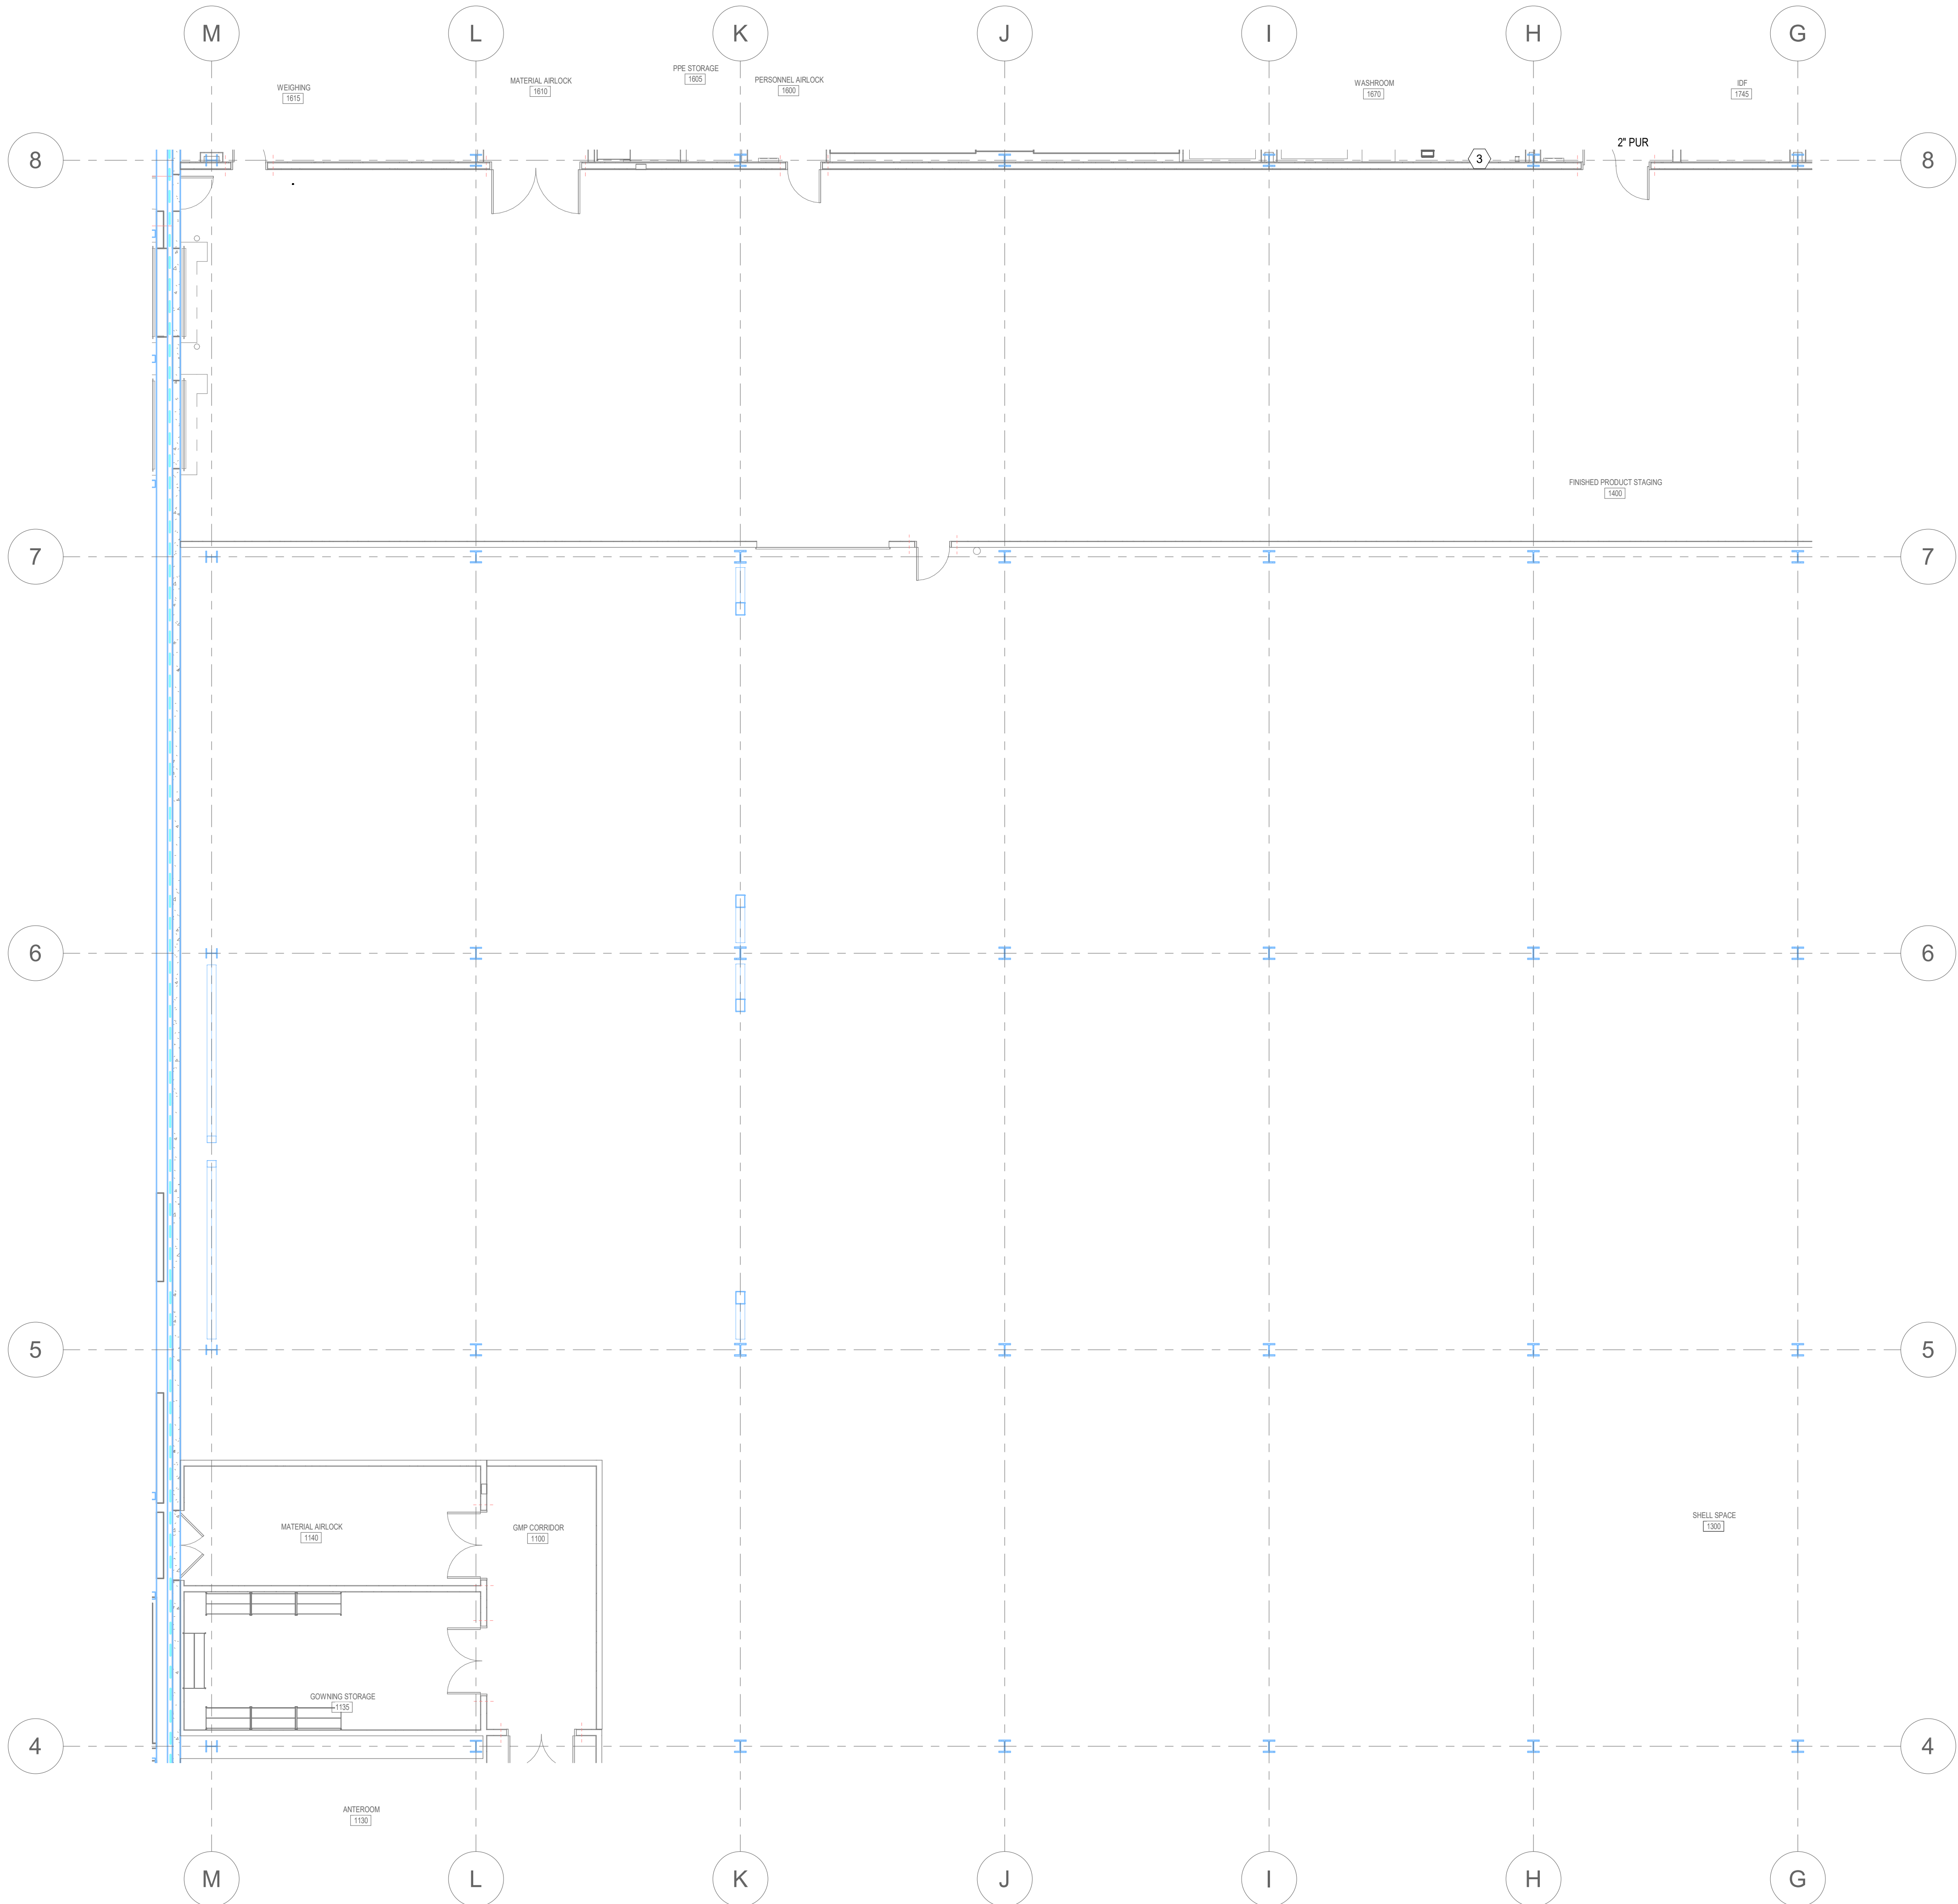 M L K J I H G
PPE STORAGE
1605
MATERIAL AIRLOCK
1610
PERSONNEL AIRLOCK
1600
WEIGHING
1615
WASHROOM
1670
IDF
1745
2" PUR
8 3 8
FINISHED PRODUCT STAGING
1400
7 7
6 6
5 5
SHELL SPACE
1300
MATERIAL AIRLOCK
1140
GMP CORRIDOR
1100
GOWNING STORAGE
1135
4 4
ANTEROOM
1130
M L K J I H G